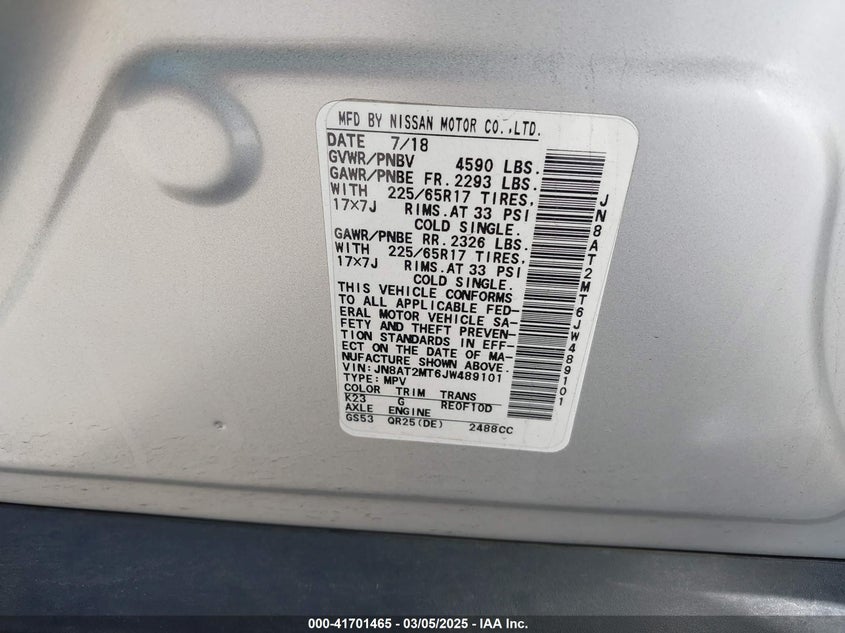 MFD BY NISSAN MOTOR CO.,LTD.
DATE 7/18
GVWR/PNBV 4590 LBS.
GAWR/PNBE FR. 2293 LBS.
WITH 225/65R17 TIRES,
17×7J RIMS.AT 33 PSI
COLD SINGLE.
GAWR/PNBE RR. 2326 LBS.
WITH 225/65R17 TIRES,
17×7J RIMS.AT 33 PSI
COLD SINGLE.
THIS VEHICLE CONFORMS
TO ALL APPLICABLE FED-
ERAL MOTOR VEHICLE SA-
FETY AND THEFT PREVEN-
TION STANDARDS IN EFF-
ECT ON THE DATE OF MA-
NUFACTURE SHOWN ABOVE.
VIN: JN8AT2MT6JW489101
TYPE: MPV
COLOR TRIM TRANS
K23 G RE0F10D
AXLE ENGINE
GS53 QR25(DE) 2488CC
JN8AT2MT6JW489101
000-41701465 - 03/05/2025 - IAA Inc.